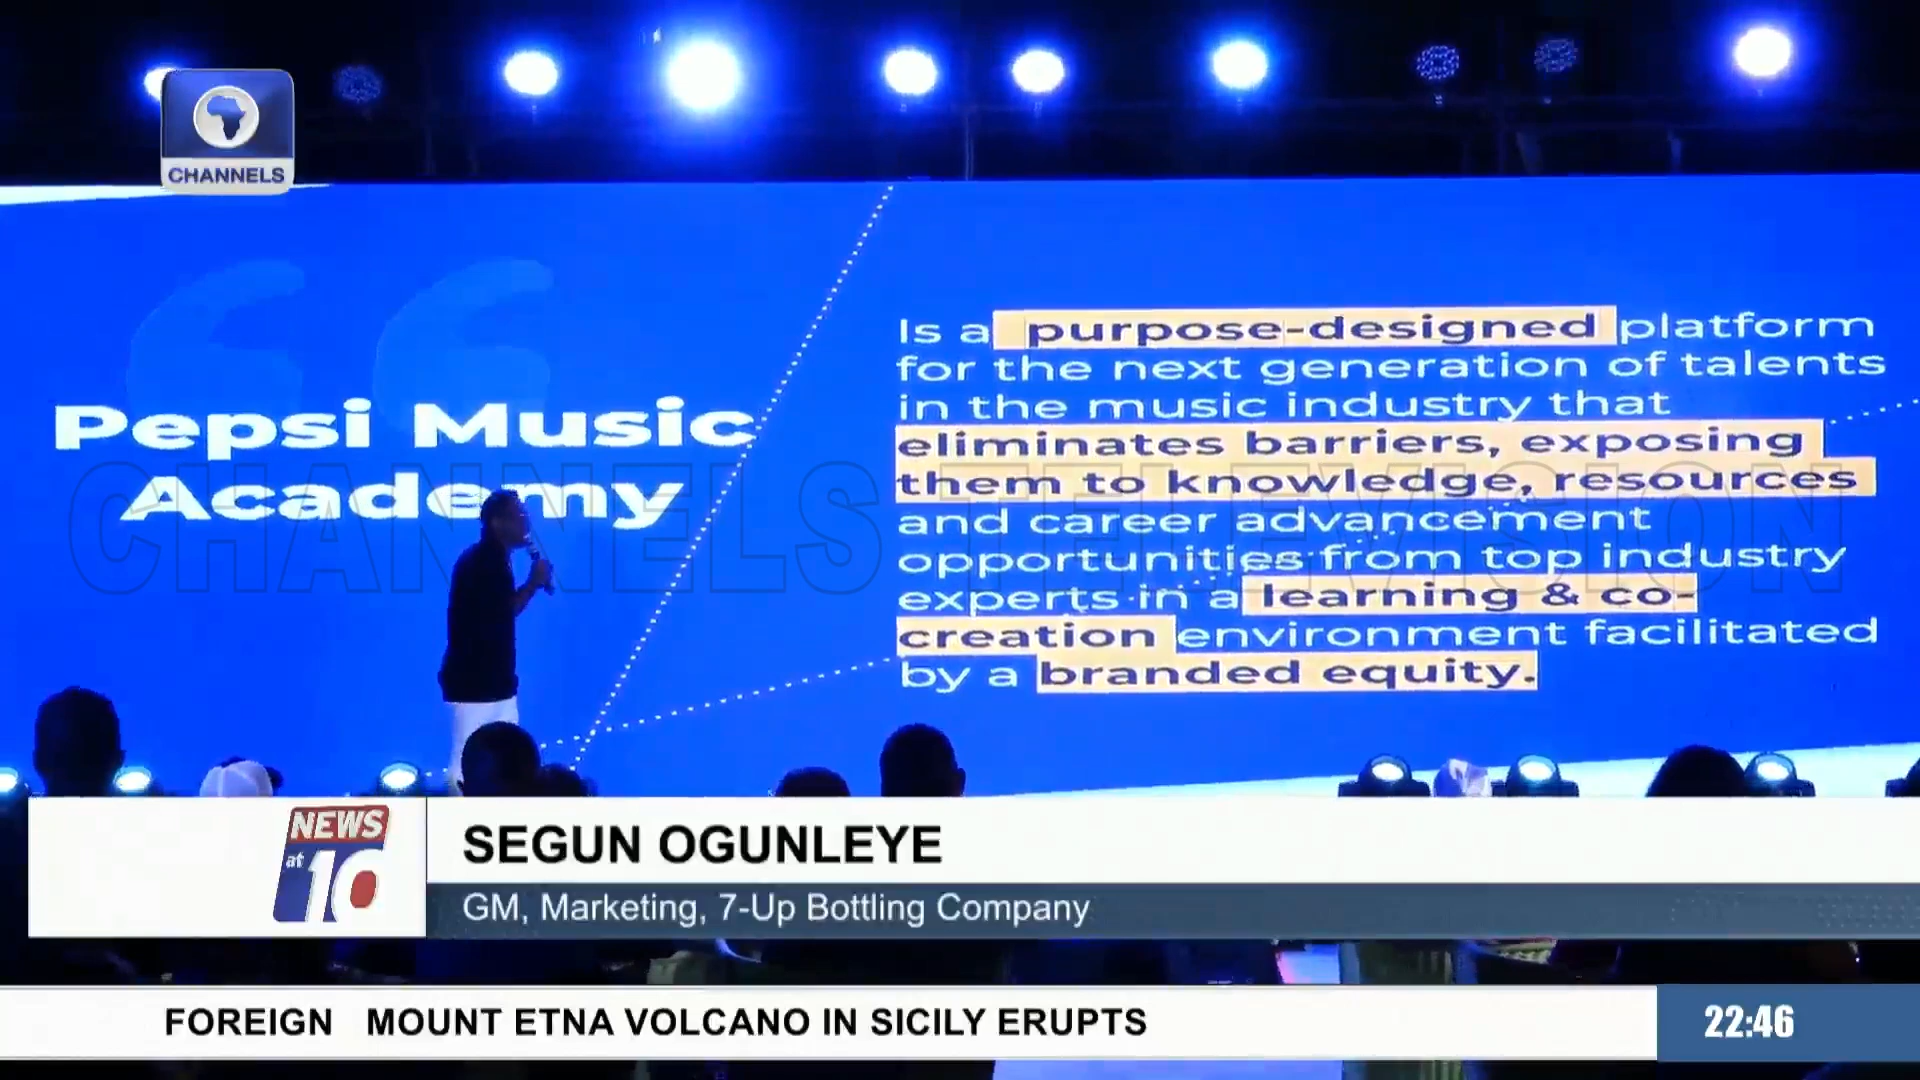 CHANNELS
Pepsi Music
Academy
Is a purpose-designed platform
for the next generation of talents
in the music industry that
eliminates barriers, exposing
them to knowledge, resources
and career advancement
opportunities from top industry
experts in a learning & co-
creation environment facilitated
by a branded equity.
CHANNELS TELEVISION
NEWS
at 10
SEGUN OGUNLEYE
GM, Marketing, 7-Up Bottling Company
FOREIGN MOUNT ETNA VOLCANO IN SICILY ERUPTS
22:46